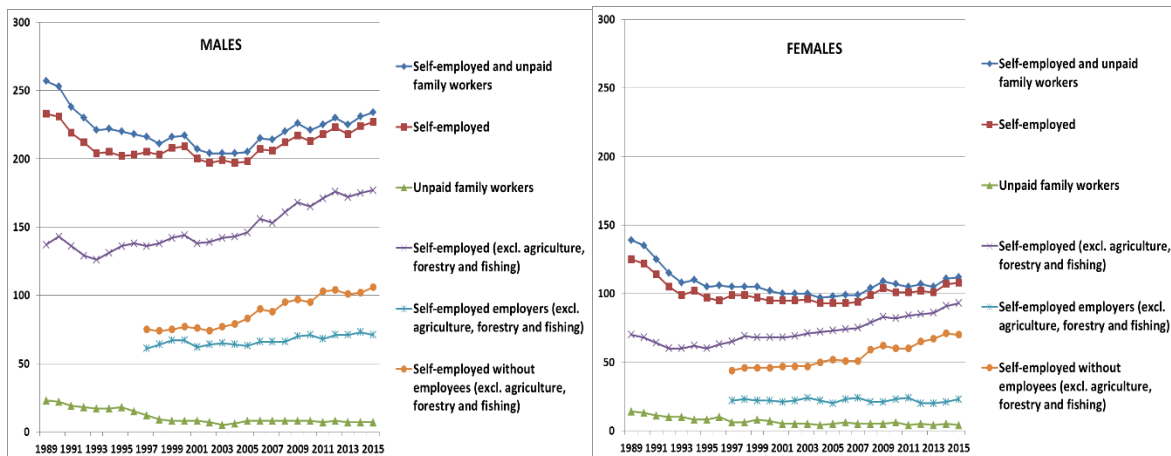 MALES
300
250
200
150
100
50
0
1989 1991 1993 1995 1997 1999 2001 2003 2005 2007 2009 2011 2013 2015
Self-employed and unpaid
family workers
Self-employed
Unpaid family workers
Self-employed (excl. agriculture,
forestry and fishing)
Self-employed employers (excl.
agriculture, forestry and fishing)
Self-employed without
employees (excl. agriculture,
forestry and fishing)
FEMALES
300
250
200
150
100
50
0
1989 1991 1993 1995 1997 1999 2001 2003 2005 2007 2009 2011 2013 2015
Self-employed and unpaid
family workers
Self-employed
Unpaid family workers
Self-employed (excl. agriculture,
forestry and fishing)
Self-employed employers (excl.
agriculture, forestry and fishing)
Self-employed without
employees (excl. agriculture,
forestry and fishing)